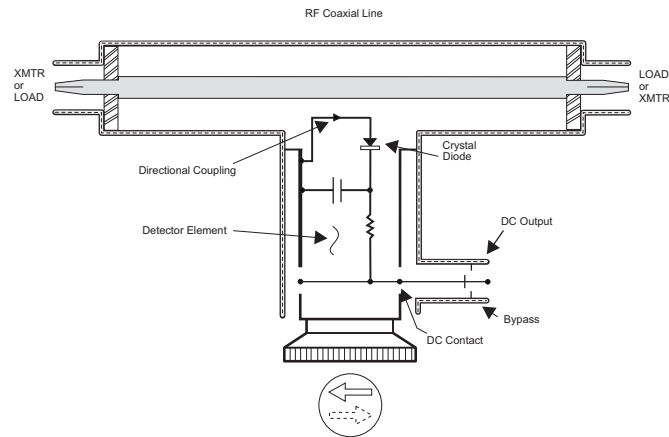 RF Coaxial Line
XMTR
or
LOAD
LOAD
or
XMTR
Directional Coupling
Crystal
Diode
Detector Element
DC Output
Bypass
DC Contact